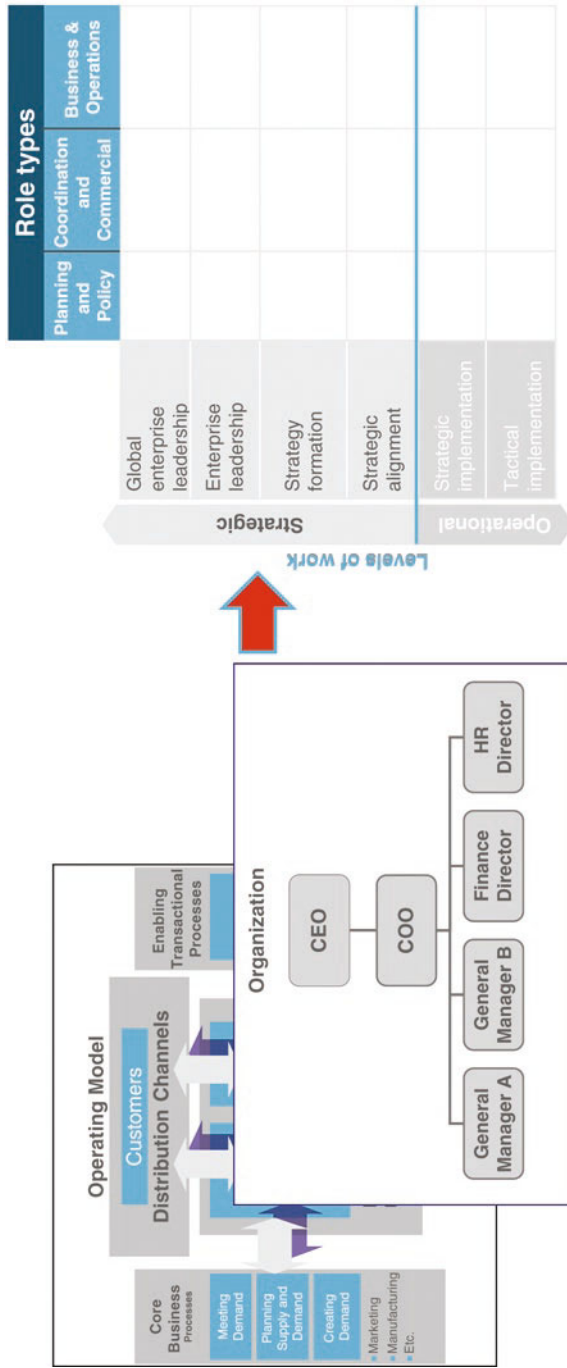 Operating Model
Customers
Distribution Channels
Core
Business
Processes
Meeting
Demand
Planning
Supply and
Demand
Creating
Demand
Marketing
Manufacturing
Etc.
Enabling
Transactional
Processes
Organization
CEO
COO
General
Manager A
General
Manager B
Finance
Director
HR
Director
Levels of work
Strategic
Operational
Role types
Planning
and
Policy
Coordination
and
Commercial
Business &
Operations
Global
enterprise
leadership
Enterprise
leadership
Strategy
formation
Strategic
alignment
Strategic
implementation
Tactical
implementation